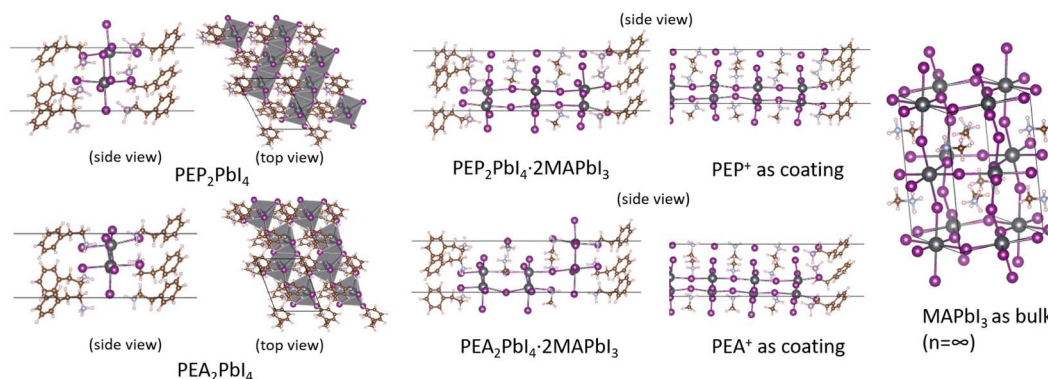 (side view)
(side view)
(top view)
PEP₂PbI₄
PEP₂PbI₄·2MAPbI₃
PEP⁺ as coating
(side view)
(side view)
(top view)
PEA₂PbI₄
PEA₂PbI₄·2MAPbI₃
PEA⁺ as coating
MAPbI₃ as bulk
(n=∞)